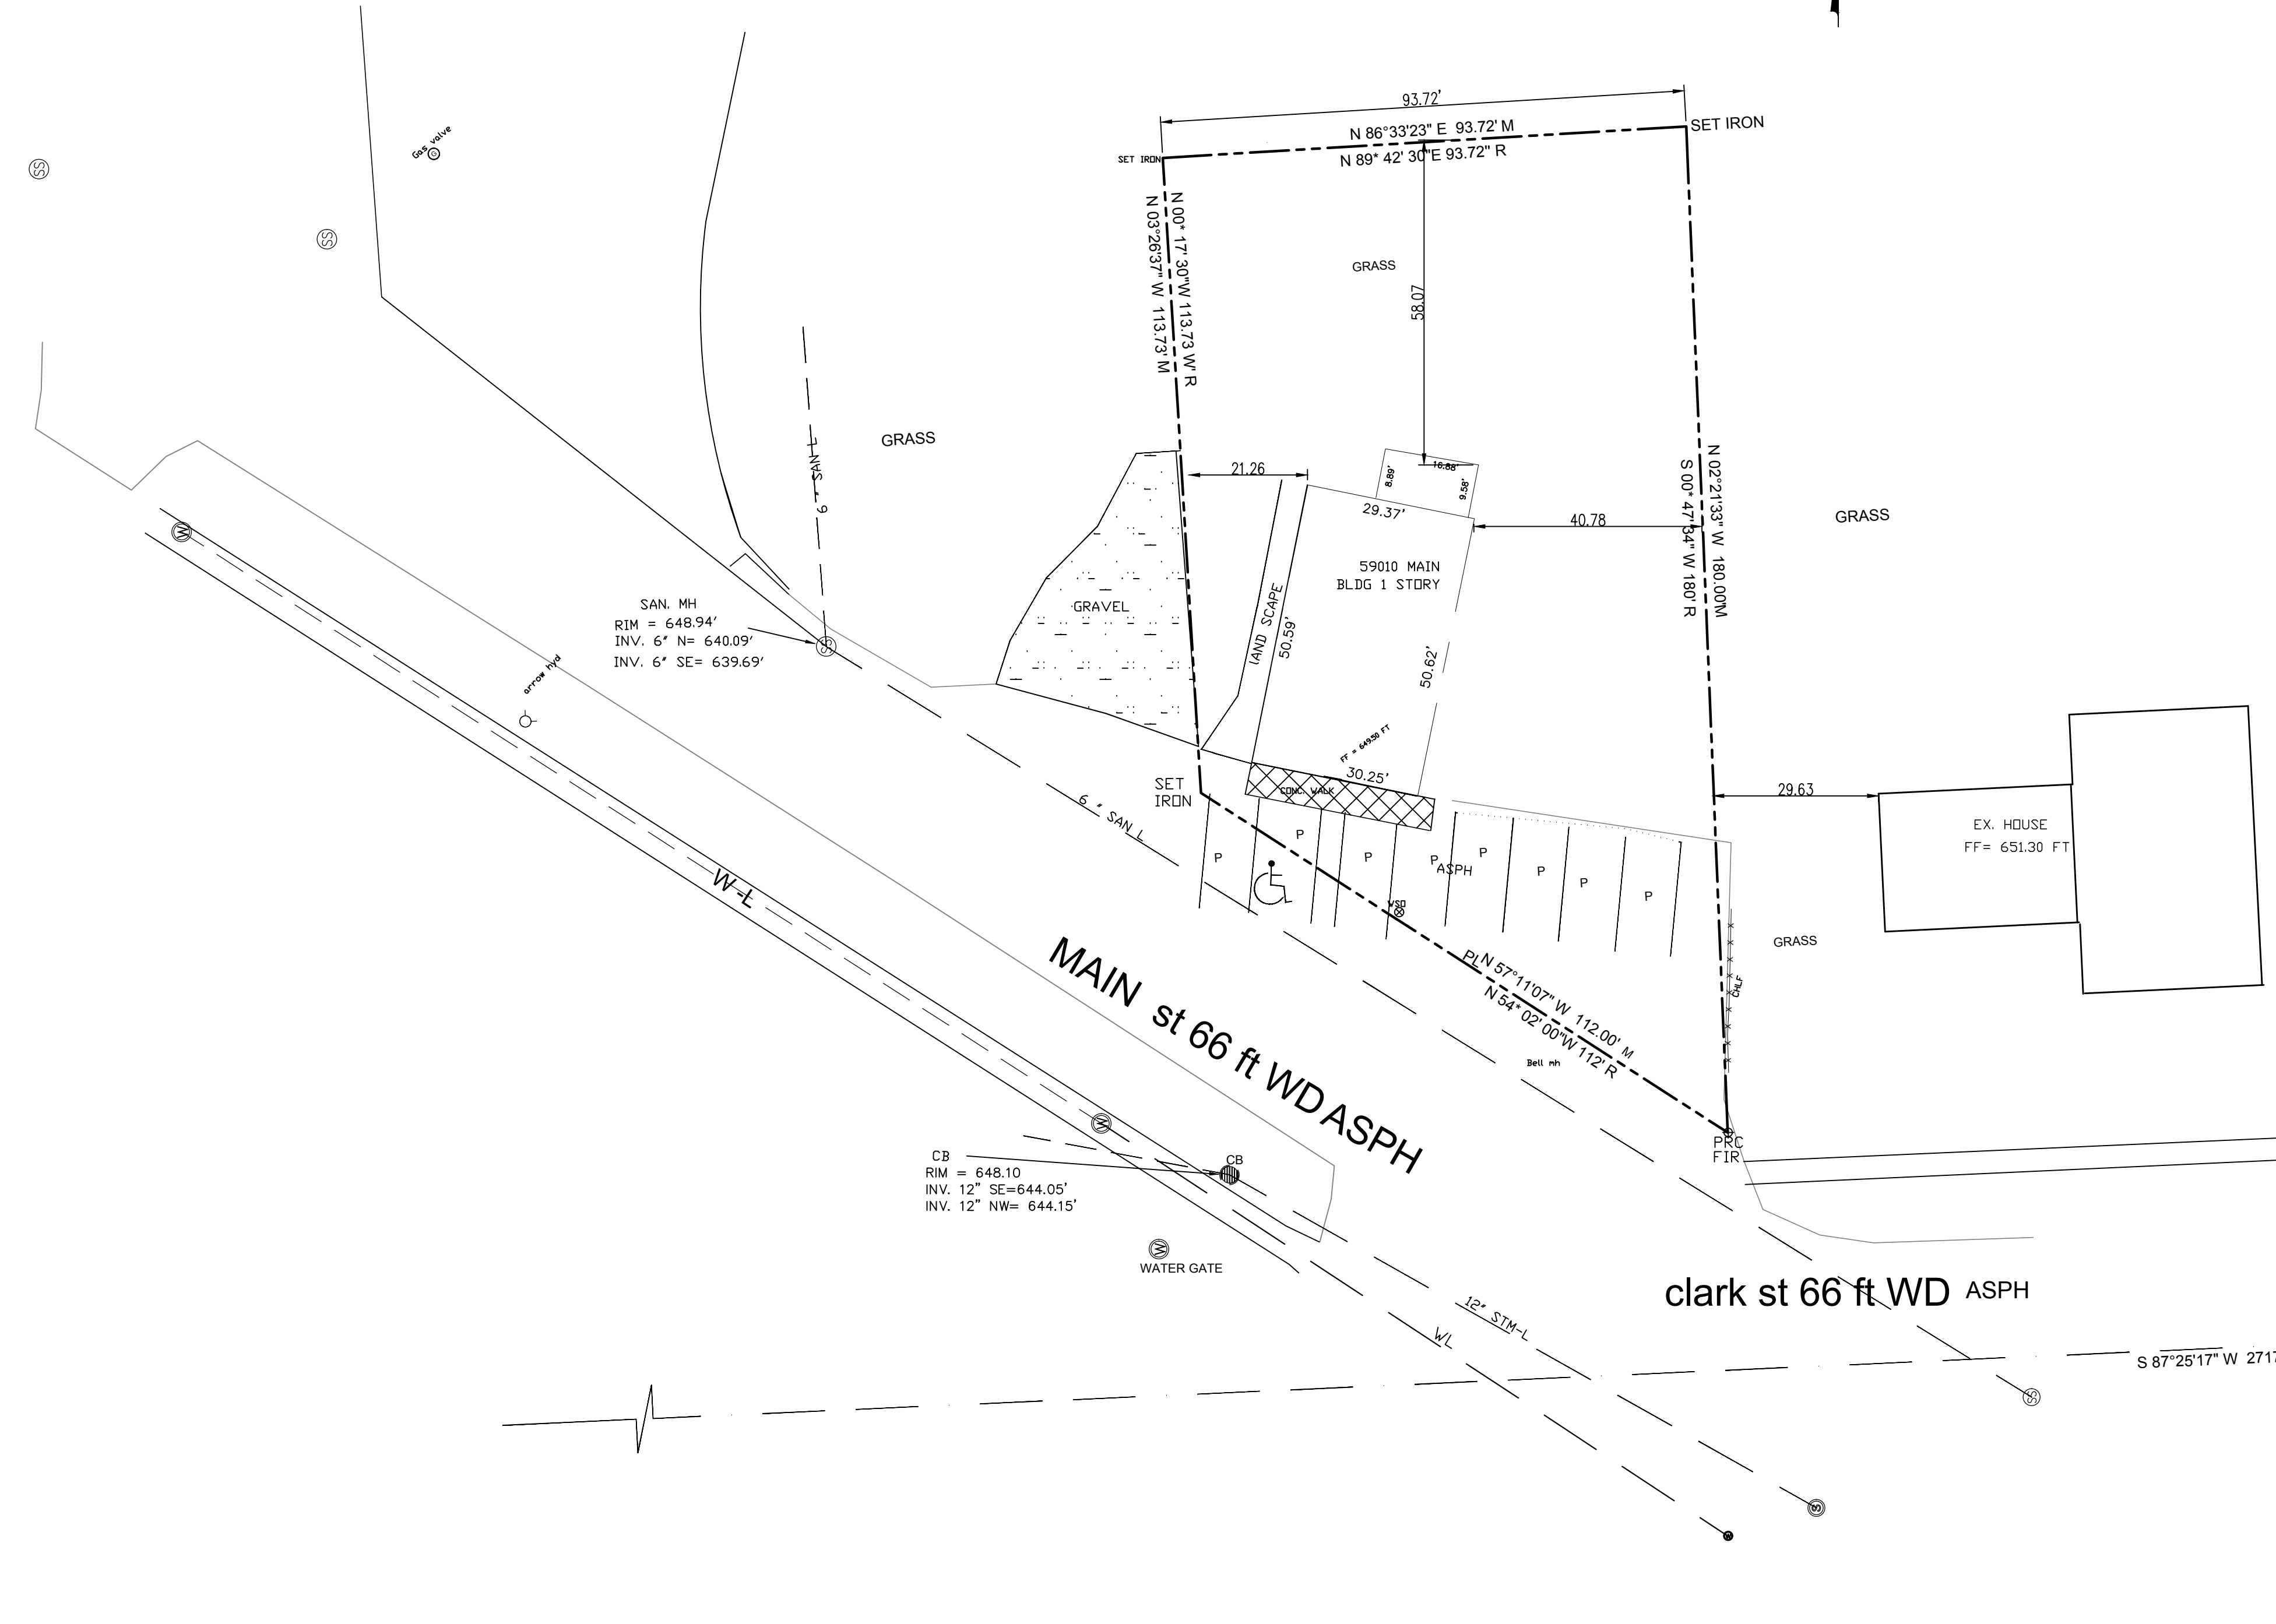 93.72'
N 86°33'23" E 93.72' M
N 89* 42' 30"E 93.72" R
SET IRON
SET IRON
Gas valve
G
SS
SS
N 00* 17' 30"W 113.73 W' R
N 03°26'37" W 113.73' M
GRASS
58.07
GRASS
6 " SAN L
21.26
8.89'
16.88'
9.58'
29.37'
40.78
N 02°21'33" W 180.00'M
S 00* 47'34" W 180' R
GRASS
59010 MAIN
BLDG 1 STORY
GRAVEL
lAND SCAPE
50.59'
50.62'
W
SAN. MH
RIM = 648.94'
INV. 6" N= 640.09'
INV. 6" SE= 639.69'
SS
arrow hyd
FF = 649.50 FT
30.25'
CONC. WALK
SET
IRON
29.63
EX. HOUSE
FF= 651.30 FT
6 " SAN L
P
P
P
P
ASPH
P
P
P
P
WSO
W-L
GRASS
CHLF
PL
N 57°11'07" W 112.00' M
N 54* 02' 00"W 112' R
Bell mh
MAIN st 66 ft WD ASPH
W
PRC
FIR
CB
CB
RIM = 648.10
INV. 12" SE=644.05'
INV. 12" NW= 644.15'
W
WATER GATE
clark st 66 ft WD ASPH
12" STM-L
WL
S 87°25'17" W 2717
SS
S
W